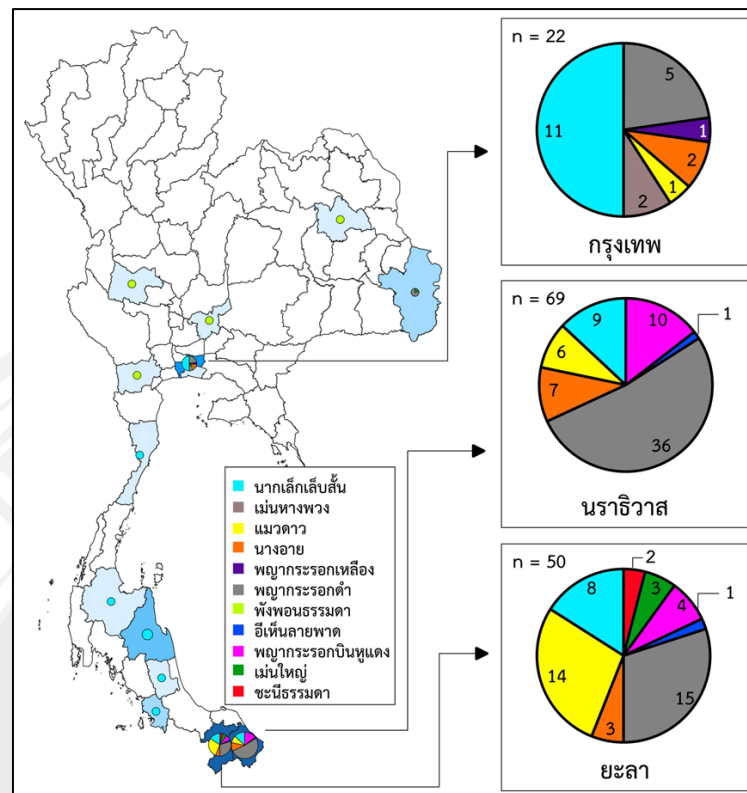 n = 22
5
1
2
1
2
11
กรุงเทพ
n = 69
9
10
1
6
7
36
นราธิวาส
นากเล็กเล็บสั้น
เม่นหางพวง
แมวดาว
นางอาย
พญากระรอกเหลือง
พญากระรอกดำ
พังพอนธรรมดา
อีเห็นลายพาด
พญากระรอกบินหูแดง
เม่นใหญ่
ชะนีธรรมดา
n = 50
8
2
3
4
1
14
15
3
ยะลา